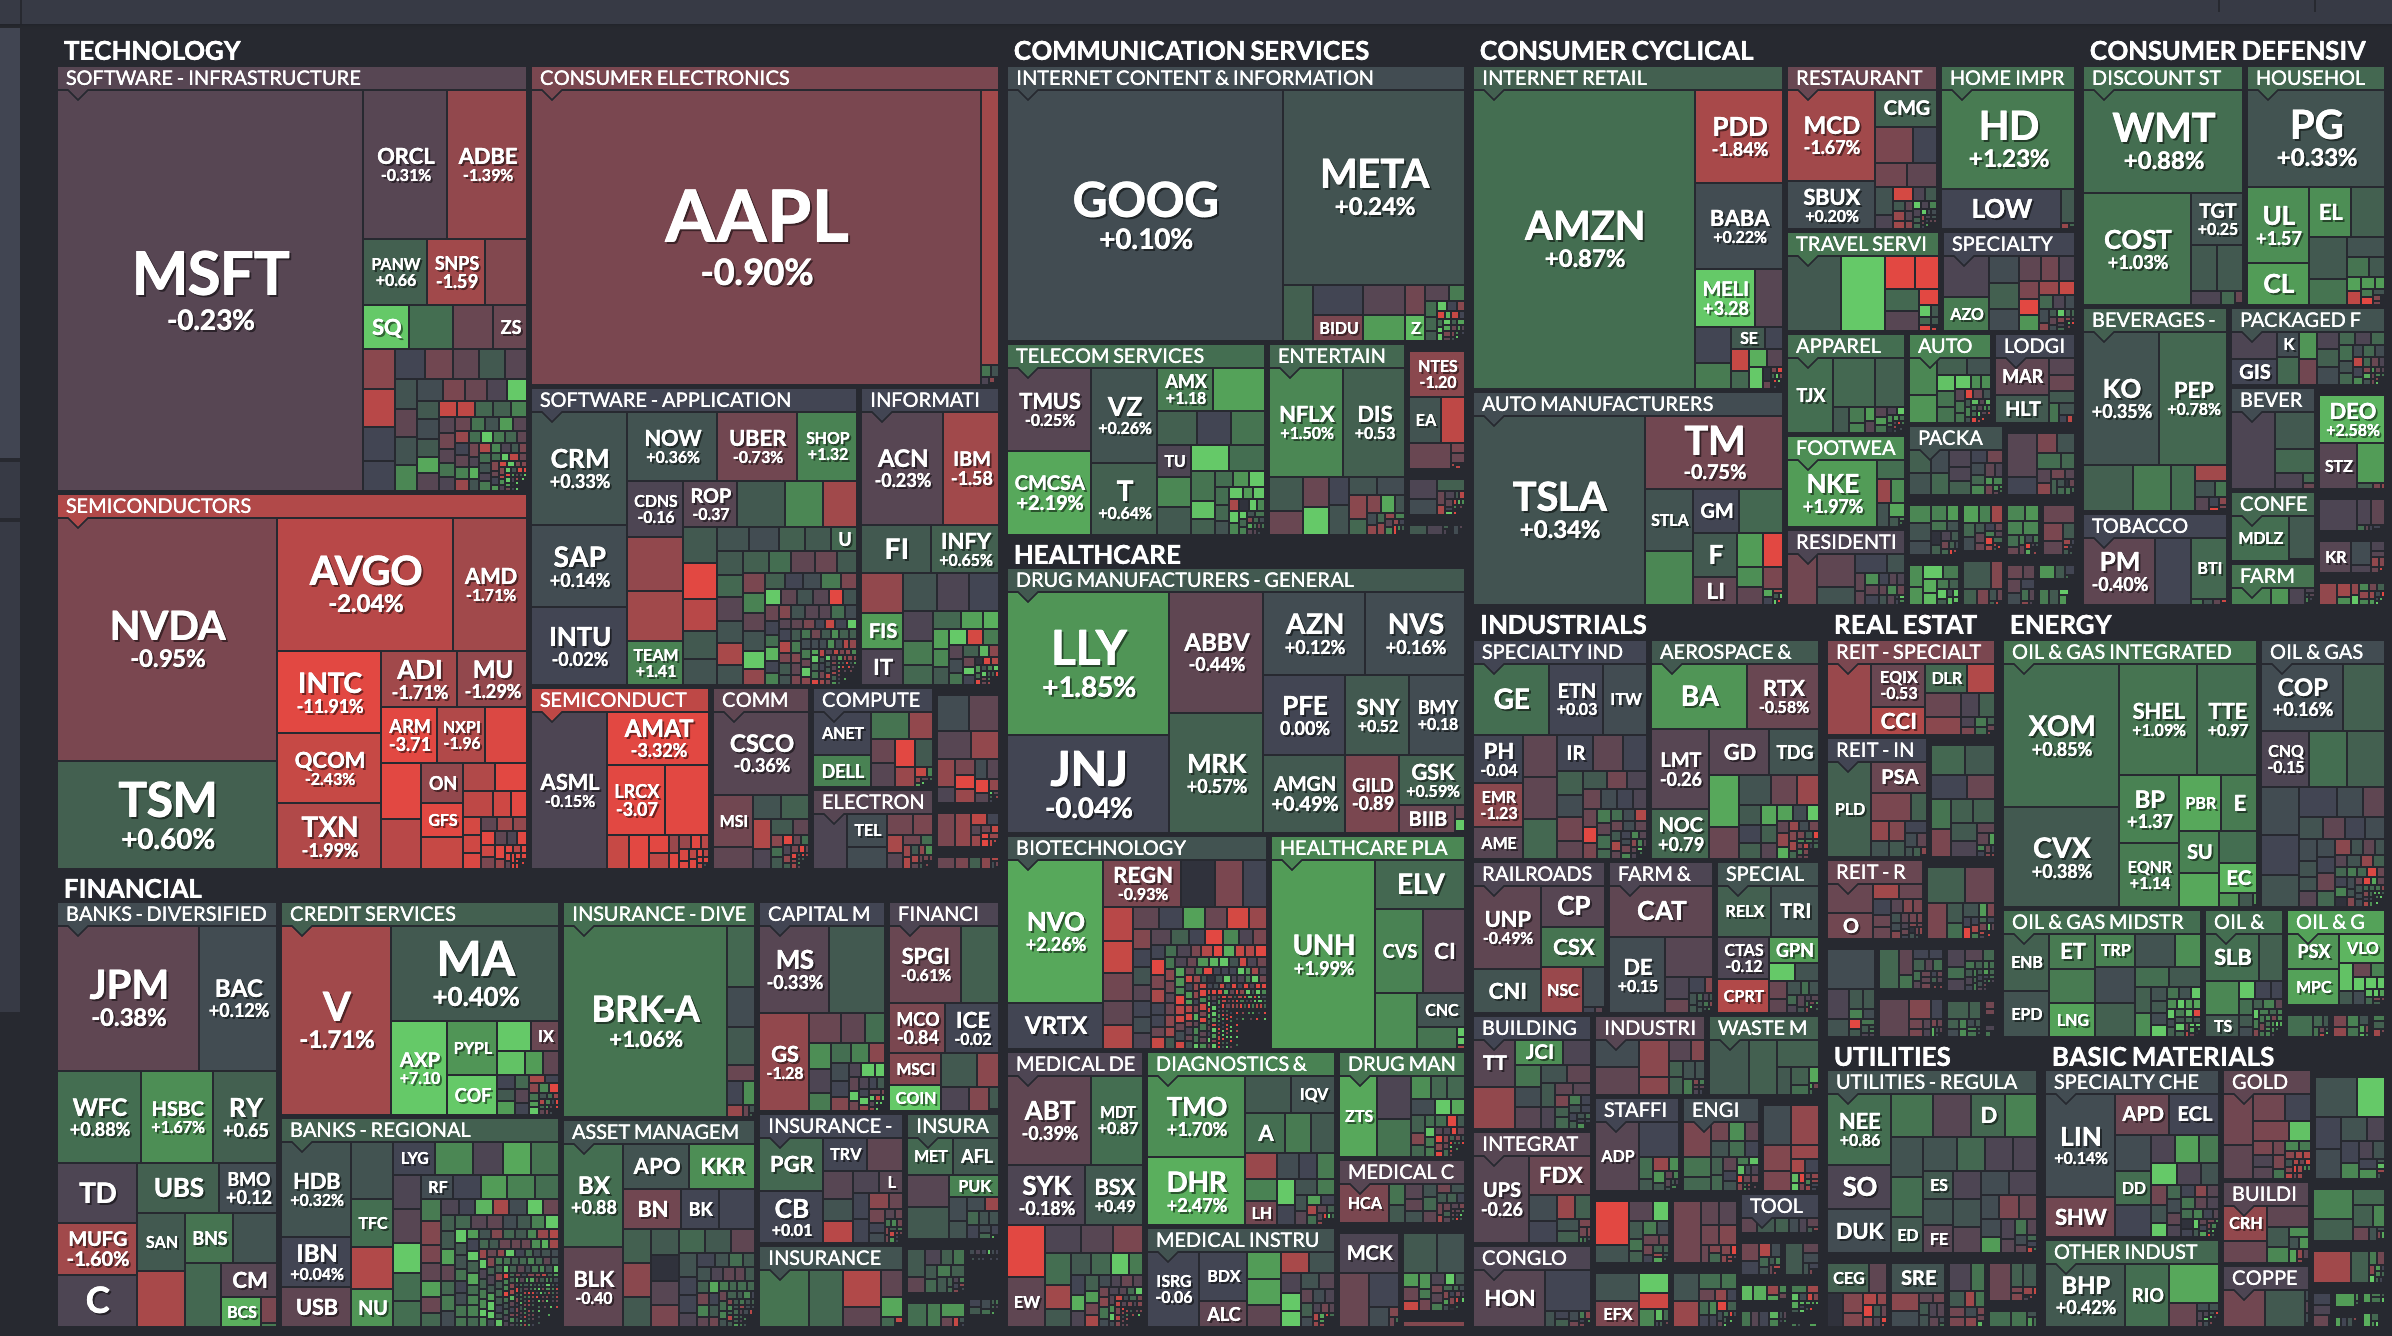 TECHNOLOGY
SOFTWARE - INFRASTRUCTURE
MSFT
-0.23%
ORCL
-0.31%
ADBE
-1.39%
PANW
+0.66
SNPS
-1.59
SQ
ZS
CONSUMER ELECTRONICS
AAPL
-0.90%
SEMICONDUCTORS
NVDA
-0.95%
AVGO
-2.04%
AMD
-1.71%
INTC
-11.91%
ADI
-1.71%
MU
-1.29%
ARM
-3.71
NXPI
-1.96
QCOM
-2.43%
ON
GFS
TSM
+0.60%
TXN
-1.99%
SOFTWARE - APPLICATION
CRM
+0.33%
NOW
+0.36%
UBER
-0.73%
SHOP
+1.32
CDNS
-0.16
ROP
-0.37
U
SAP
+0.14%
INTU
-0.02%
TEAM
+1.41
INFORMATI
ACN
-0.23%
IBM
-1.58
FI
INFY
+0.65%
FIS
IT
SEMICONDUCT
ASML
-0.15%
AMAT
-3.32%
LRCX
-3.07
COMM
CSCO
-0.36%
MSI
COMPUTE
ANET
DELL
ELECTRON
TEL
FINANCIAL
BANKS - DIVERSIFIED
JPM
-0.38%
BAC
+0.12%
WFC
+0.88%
HSBC
+1.67%
RY
+0.65
TD
UBS
BMO
+0.12
MUFG
-1.60%
SAN
BNS
C
CM
BCS
CREDIT SERVICES
V
-1.71%
MA
+0.40%
AXP
+7.10
PYPL
IX
COF
BANKS - REGIONAL
HDB
+0.32%
LYG
RF
TFC
IBN
+0.04%
USB
NU
INSURANCE - DIVE
BRK-A
+1.06%
ASSET MANAGEM
BX
+0.88
APO
KKR
BN
BK
BLK
-0.40
CAPITAL M
MS
-0.33%
GS
-1.28
FINANCI
SPGI
-0.61%
MCO
-0.84
ICE
-0.02
MSCI
COIN
INSURANCE -
PGR
TRV
L
CB
+0.01
INSURA
MET
AFL
PUK
INSURANCE
COMMUNICATION SERVICES
INTERNET CONTENT & INFORMATION
GOOG
+0.10%
META
+0.24%
BIDU
Z
TELECOM SERVICES
TMUS
-0.25%
VZ
+0.26%
AMX
+1.18
CMCSA
+2.19%
T
+0.64%
TU
ENTERTAIN
NFLX
+1.50%
DIS
+0.53
NTES
-1.20
EA
HEALTHCARE
DRUG MANUFACTURERS - GENERAL
LLY
+1.85%
ABBV
-0.44%
AZN
+0.12%
NVS
+0.16%
JNJ
-0.04%
MRK
+0.57%
PFE
0.00%
SNY
+0.52
BMY
+0.18
AMGN
+0.49%
GILD
-0.89
GSK
+0.59%
BIIB
BIOTECHNOLOGY
NVO
+2.26%
REGN
-0.93%
VRTX
HEALTHCARE PLA
UNH
+1.99%
ELV
CVS
CI
CNC
MEDICAL DE
ABT
-0.39%
MDT
+0.87
SYK
-0.18%
BSX
+0.49
EW
DIAGNOSTICS &
TMO
+1.70%
IQV
A
DHR
+2.47%
LH
DRUG MAN
ZTS
MEDICAL C
HCA
MEDICAL INSTRU
ISRG
-0.06
BDX
ALC
MCK
CONSUMER CYCLICAL
INTERNET RETAIL
AMZN
+0.87%
PDD
-1.84%
BABA
+0.22%
MELI
+3.28
SE
RESTAURANT
MCD
-1.67%
CMG
SBUX
+0.20%
HOME IMPR
HD
+1.23%
LOW
TRAVEL SERVI
SPECIALTY
AZO
AUTO MANUFACTURERS
TSLA
+0.34%
TM
-0.75%
STLA
GM
F
LI
APPAREL
TJX
AUTO
LODGI
MAR
HLT
FOOTWEA
NKE
+1.97%
PACKA
RESIDENTI
CONSUMER DEFENSIV
DISCOUNT ST
WMT
+0.88%
COST
+1.03%
TGT
+0.25
HOUSEHOL
PG
+0.33%
UL
+1.57
EL
CL
BEVERAGES -
KO
+0.35%
PEP
+0.78%
PACKAGED F
K
GIS
BEVER
DEO
+2.58%
STZ
TOBACCO
PM
-0.40%
BTI
CONFE
MDLZ
KR
FARM
INDUSTRIALS
SPECIALTY IND
GE
ETN
+0.03
ITW
PH
-0.04
IR
EMR
-1.23
AME
AEROSPACE &
BA
RTX
-0.58%
LMT
-0.26
GD
TDG
NOC
+0.79
RAILROADS
UNP
-0.49%
CP
CSX
CNI
NSC
FARM &
CAT
DE
+0.15
SPECIAL
RELX
TRI
CTAS
-0.12
GPN
CPRT
BUILDING
TT
JCI
INDUSTRI
WASTE M
STAFFI
ADP
ENGI
INTEGRAT
UPS
-0.26
FDX
TOOL
CONGLO
HON
EFX
REAL ESTAT
REIT - SPECIALT
EQIX
-0.53
DLR
CCI
REIT - IN
PLD
PSA
REIT - R
O
ENERGY
OIL & GAS INTEGRATED
XOM
+0.85%
SHEL
+1.09%
TTE
+0.97
CVX
+0.38%
BP
+1.37
PBR
E
EQNR
+1.14
SU
EC
OIL & GAS
COP
+0.16%
CNQ
-0.15
OIL & GAS MIDSTR
ENB
ET
TRP
EPD
LNG
OIL &
SLB
TS
OIL & G
PSX
VLO
MPC
UTILITIES
UTILITIES - REGULA
NEE
+0.86
D
SO
ES
DUK
ED
FE
CEG
SRE
BASIC MATERIALS
SPECIALTY CHE
LIN
+0.14%
APD
ECL
DD
SHW
GOLD
BUILDI
CRH
OTHER INDUST
BHP
+0.42%
RIO
COPPE